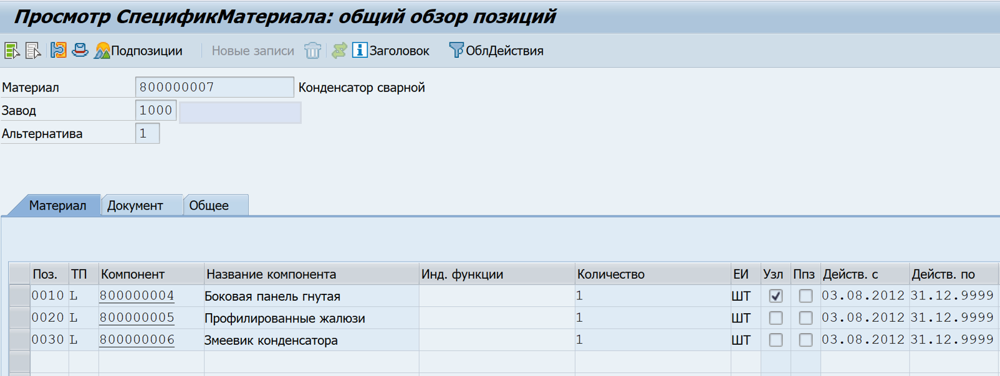 Просмотр СпецификМатериала: общий обзор позиций
Подпозиции Новые записи Заголовок ОблДействия
Материал 800000007 Конденсатор сварной
Завод 1000
Альтернатива 1
Материал Документ Общее
Поз. ТП Компонент Название компонента Инд. функции Количество ЕИ Узл Ппз Действ. с Действ. по
0010 L 800000004 Боковая панель гнутая 1 ШТ 03.08.2012 31.12.9999
0020 L 800000005 Профилированные жалюзи 1 ШТ 03.08.2012 31.12.9999
0030 L 800000006 Змеевик конденсатора 1 ШТ 03.08.2012 31.12.9999